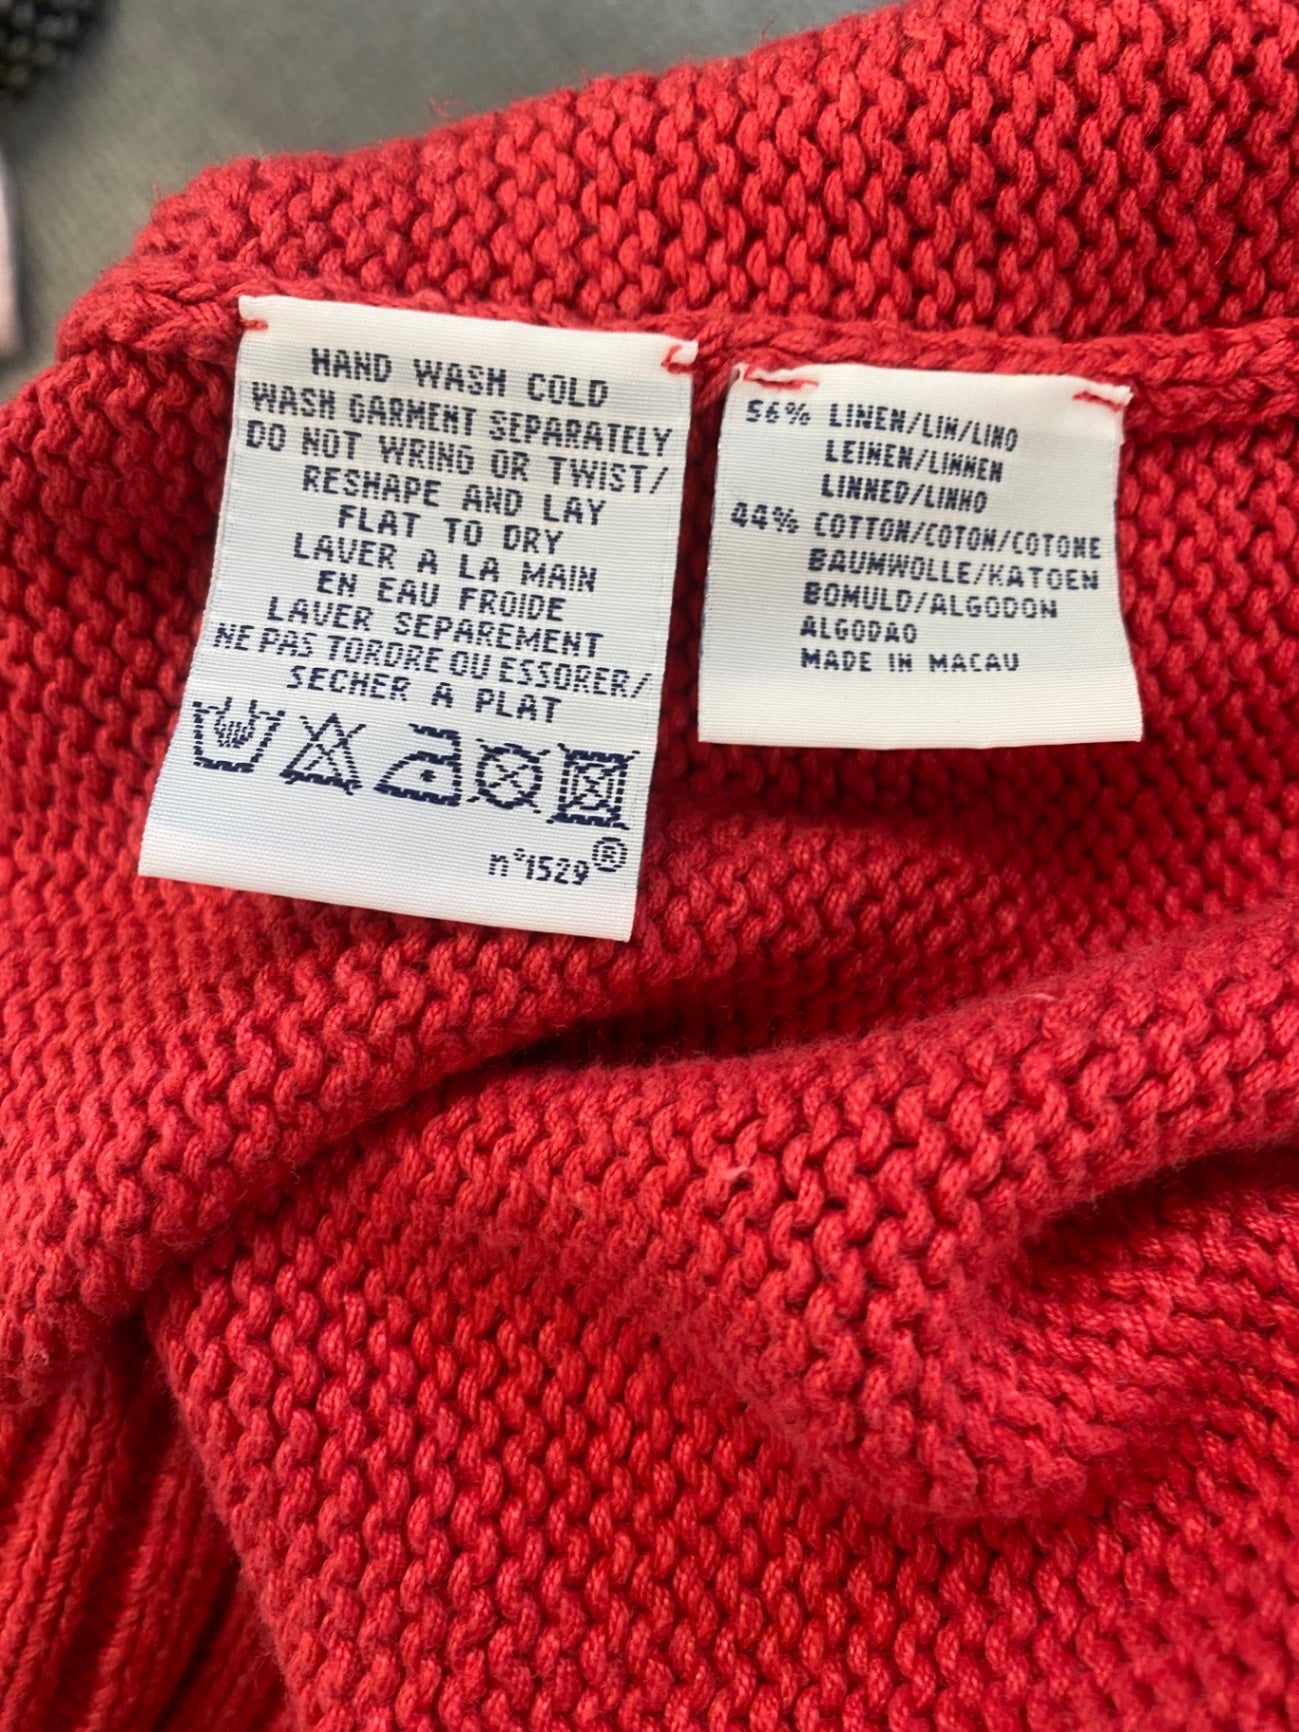 HAND WASH COLD
WASH GARMENT SEPARATELY
DO NOT WRING OR TWIST/
RESHAPE AND LAY
FLAT TO DRY
LAVER A LA MAIN
EN EAU FROIDE
LAVER SEPAREMENT
NE PAS TORDRE OU ESSORER/
SECHER A PLAT
n°1529®
56% LINEN/LIN/LINO
LEINEN/LINNEN
LINNED/LINHO
44% COTTON/COTON/COTONE
BAUMWOLLE/KATOEN
BOMULD/ALGODON
ALGODAO
MADE IN MACAU